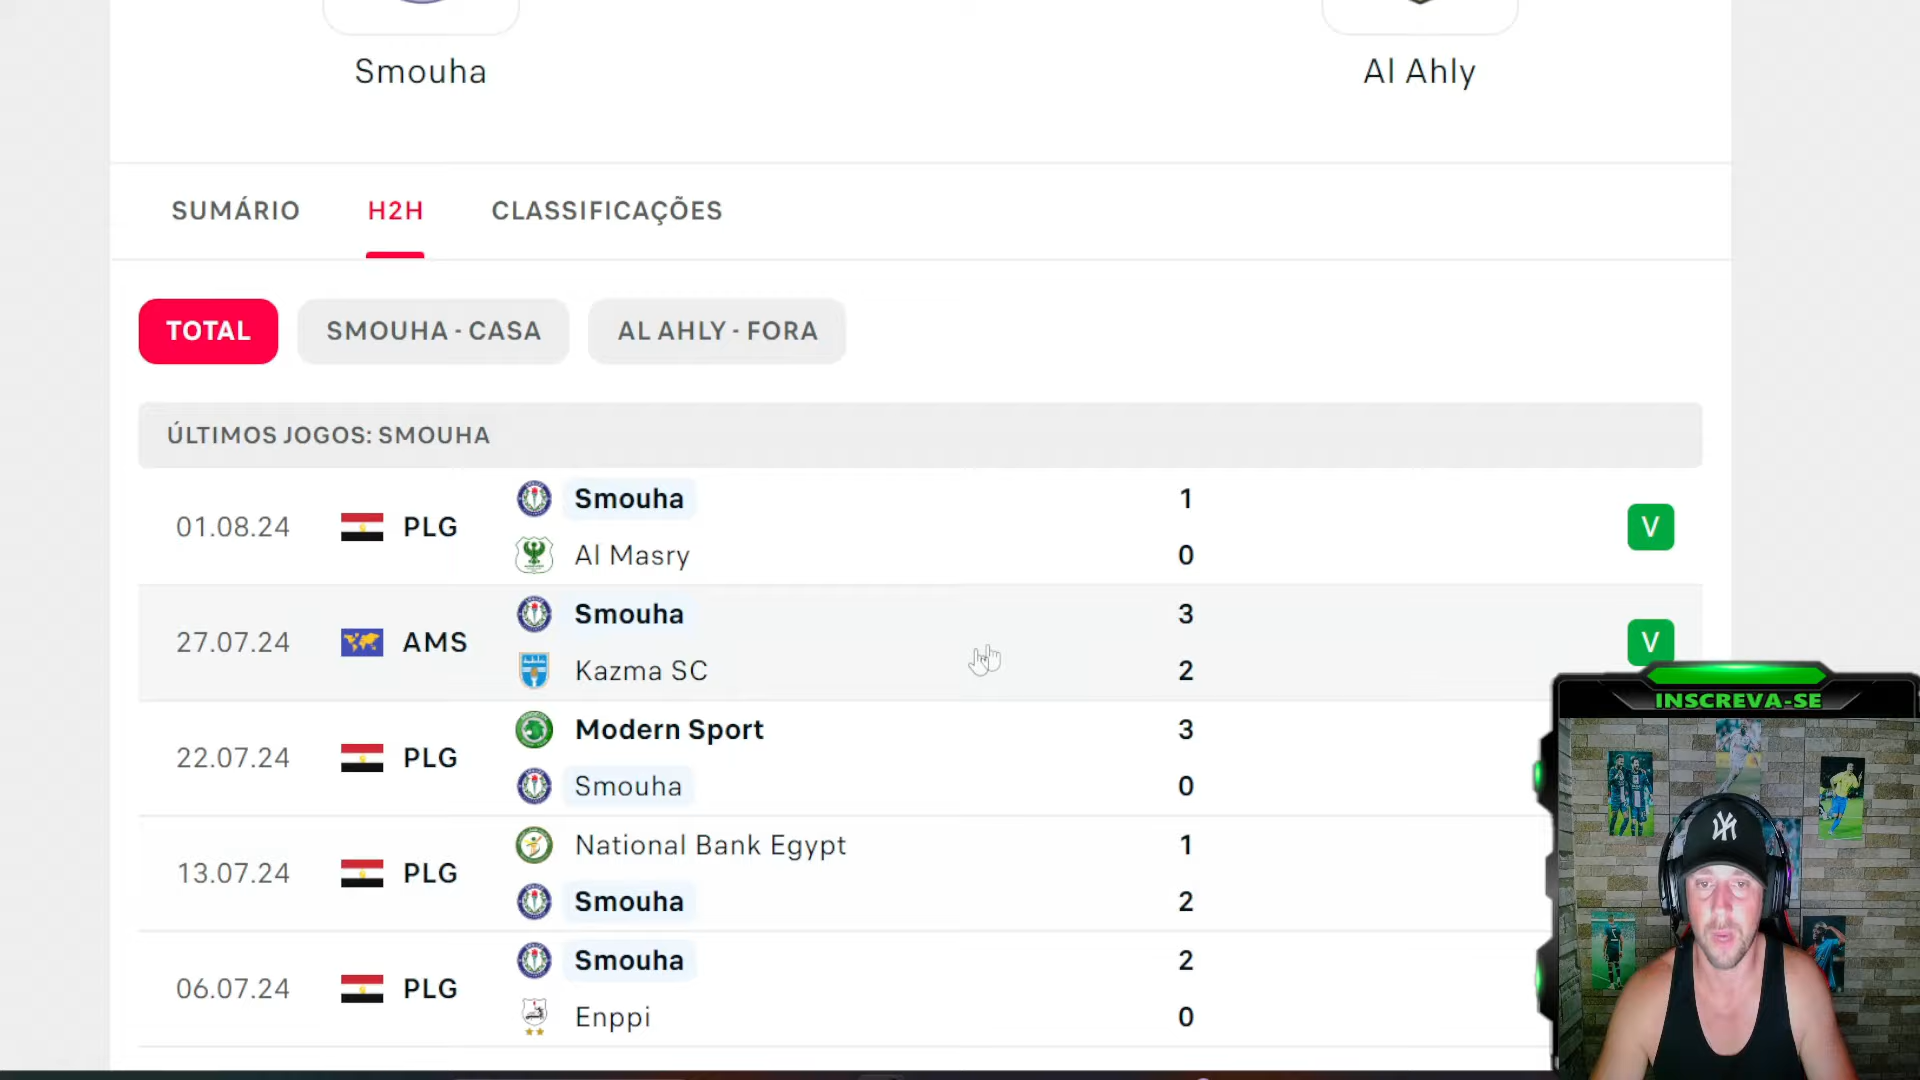 Smouha
Al Ahly
SUMÁRIO
H2H
CLASSIFICAÇÕES
TOTAL
SMOUHA - CASA
AL AHLY - FORA
ÚLTIMOS JOGOS: SMOUHA
01.08.24
PLG
Smouha
1
Al Masry
0
V
27.07.24
AMS
Smouha
3
Kazma SC
2
V
22.07.24
PLG
Modern Sport
3
Smouha
0
13.07.24
PLG
National Bank Egypt
1
Smouha
2
06.07.24
PLG
Smouha
2
Enppi
0
INSCREVA-SE